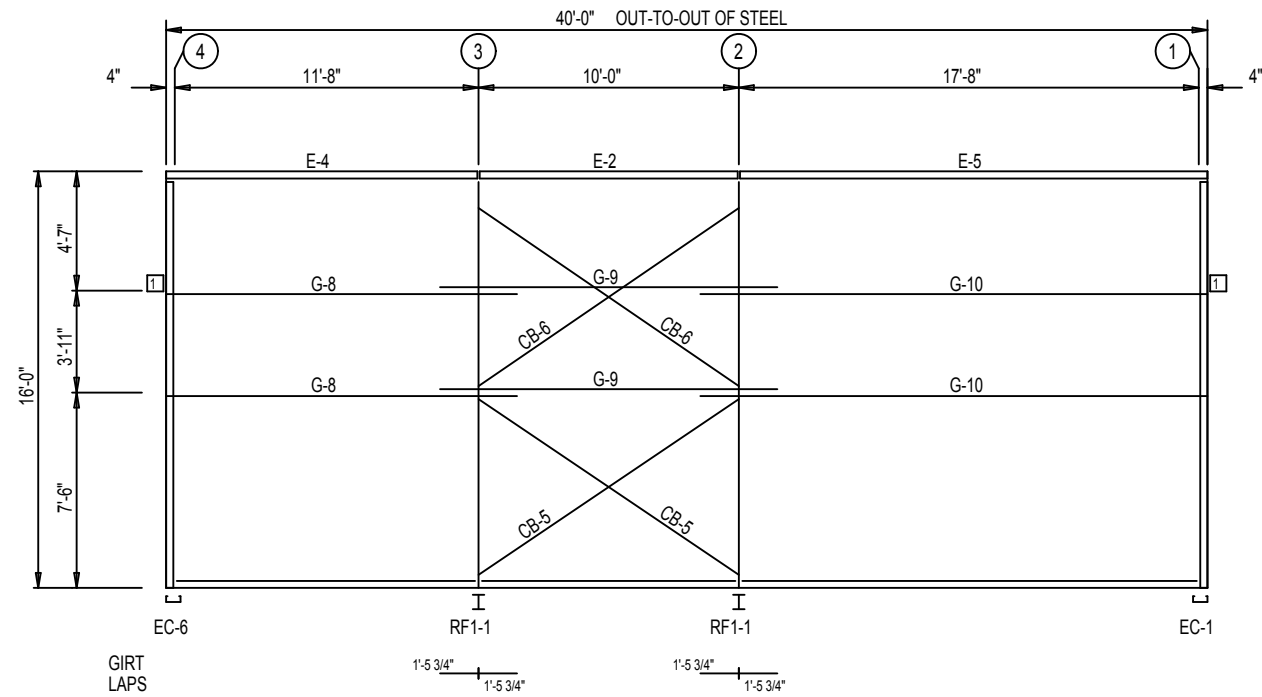 40'-0" OUT-TO-OUT OF STEEL
4 3 2 1
4" 11'-8" 10'-0" 17'-8" 4"
E-4 E-2 E-5
4'-7"
1 G-8 G-9 G-10 1
3'-11"
CB-6 CB-6
16'-0"
G-8 G-9 G-10
7'-6"
CB-5 CB-5
EC-6 RF1-1 RF1-1 EC-1
GIRT
LAPS
1'-5 3/4" 1'-5 3/4"
1'-5 3/4" 1'-5 3/4"